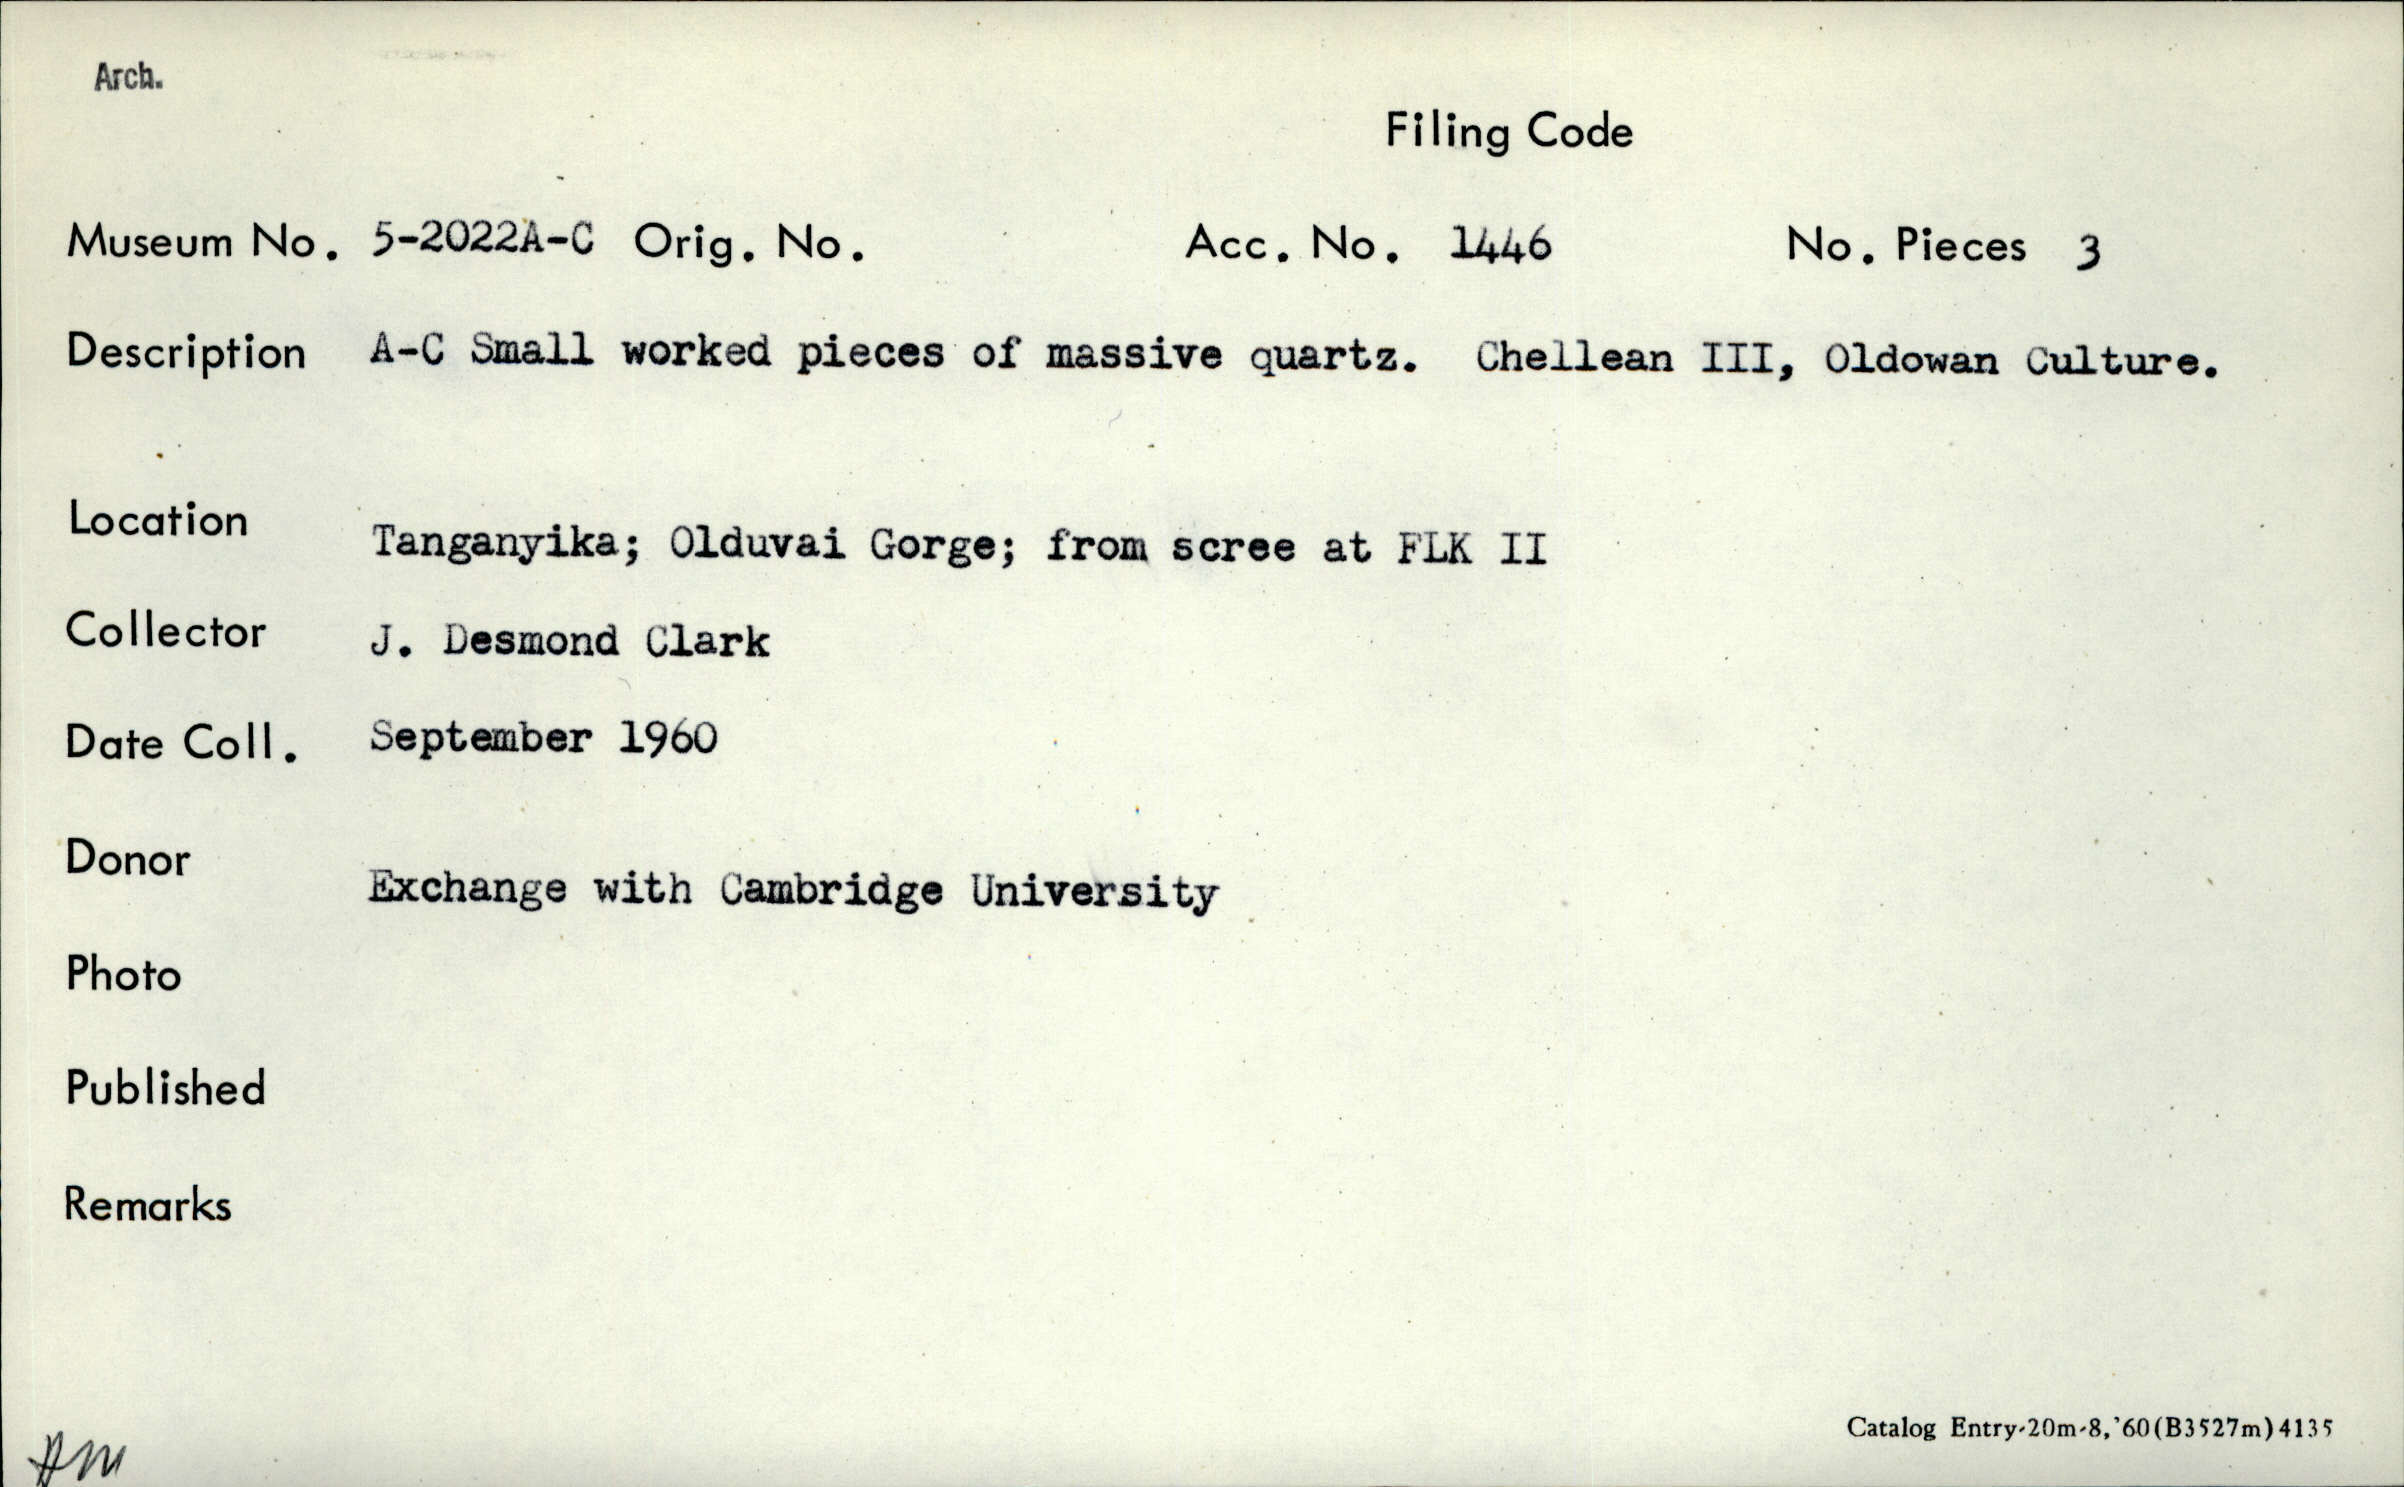 Arch.
Filing Code
Museum No. 5-2022A-C Orig. No. Acc. No. 1446 No. Pieces 3
Description A-C Small worked pieces of massive quartz. Chellean III, Oldowan Culture.
Location Tanganyika; Olduvai Gorge; from scree at FLK II
Collector J. Desmond Clark
Date Coll. September 1960
Donor Exchange with Cambridge University
Photo
Published
Remarks
Catalog Entry-20m-8,'60(B3527m)4135